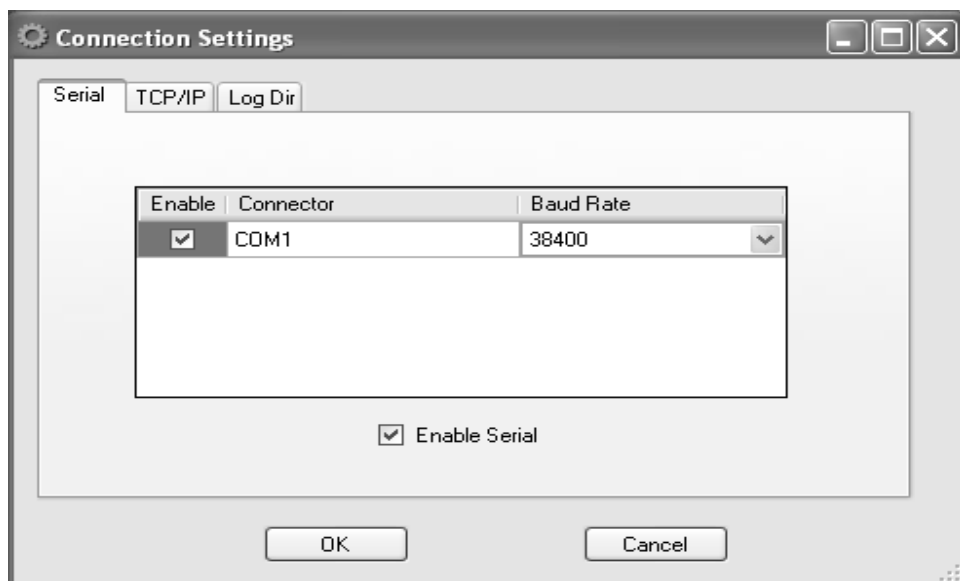 Connection Settings
Serial TCP/IP Log Dir
Enable Connector Baud Rate
COM1 38400
Enable Serial
OK Cancel